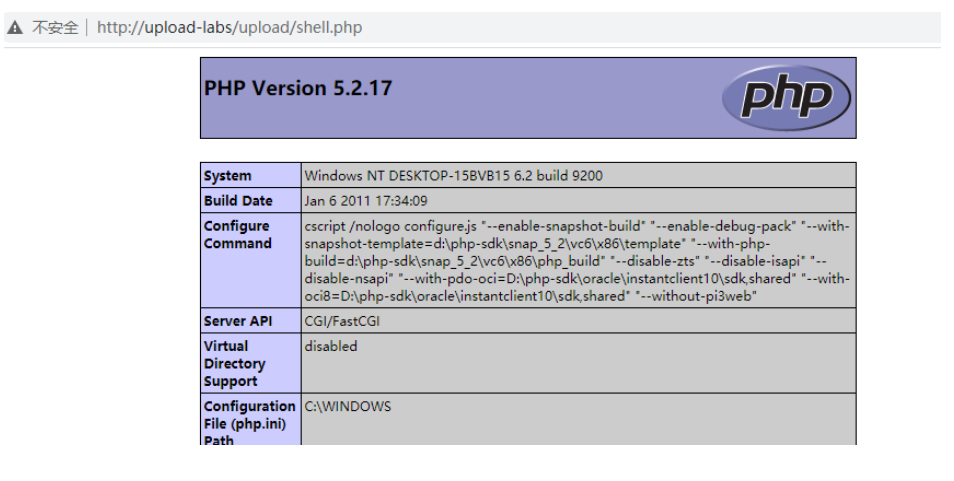 不安全 http://upload-labs/upload/shell.php
PHP Version 5.2.17
php
System Windows NT DESKTOP-15BVB15 6.2 build 9200
Build Date Jan 6 2011 17:34:09
Configure Command cscript /nologo configure.js "--enable-snapshot-build" "--enable-debug-pack" "--with-
snapshot-template=d:\php-sdk\snap_5_2\vc6\x86\template" "--with-php-
build=d:\php-sdk\snap_5_2\vc6\x86\php_build" "--disable-zts" "--disable-isapi" "--
disable-nsapi" "--with-pdo-oci=D:\php-sdk\oracle\instantclient10\sdk,shared" "--with-
oci8=D:\php-sdk\oracle\instantclient10\sdk,shared" "--without-pi3web"
Server API CGI/FastCGI
Virtual
Directory
Support
disabled
Configuration
File (php.ini)
Path
C:\WINDOWS